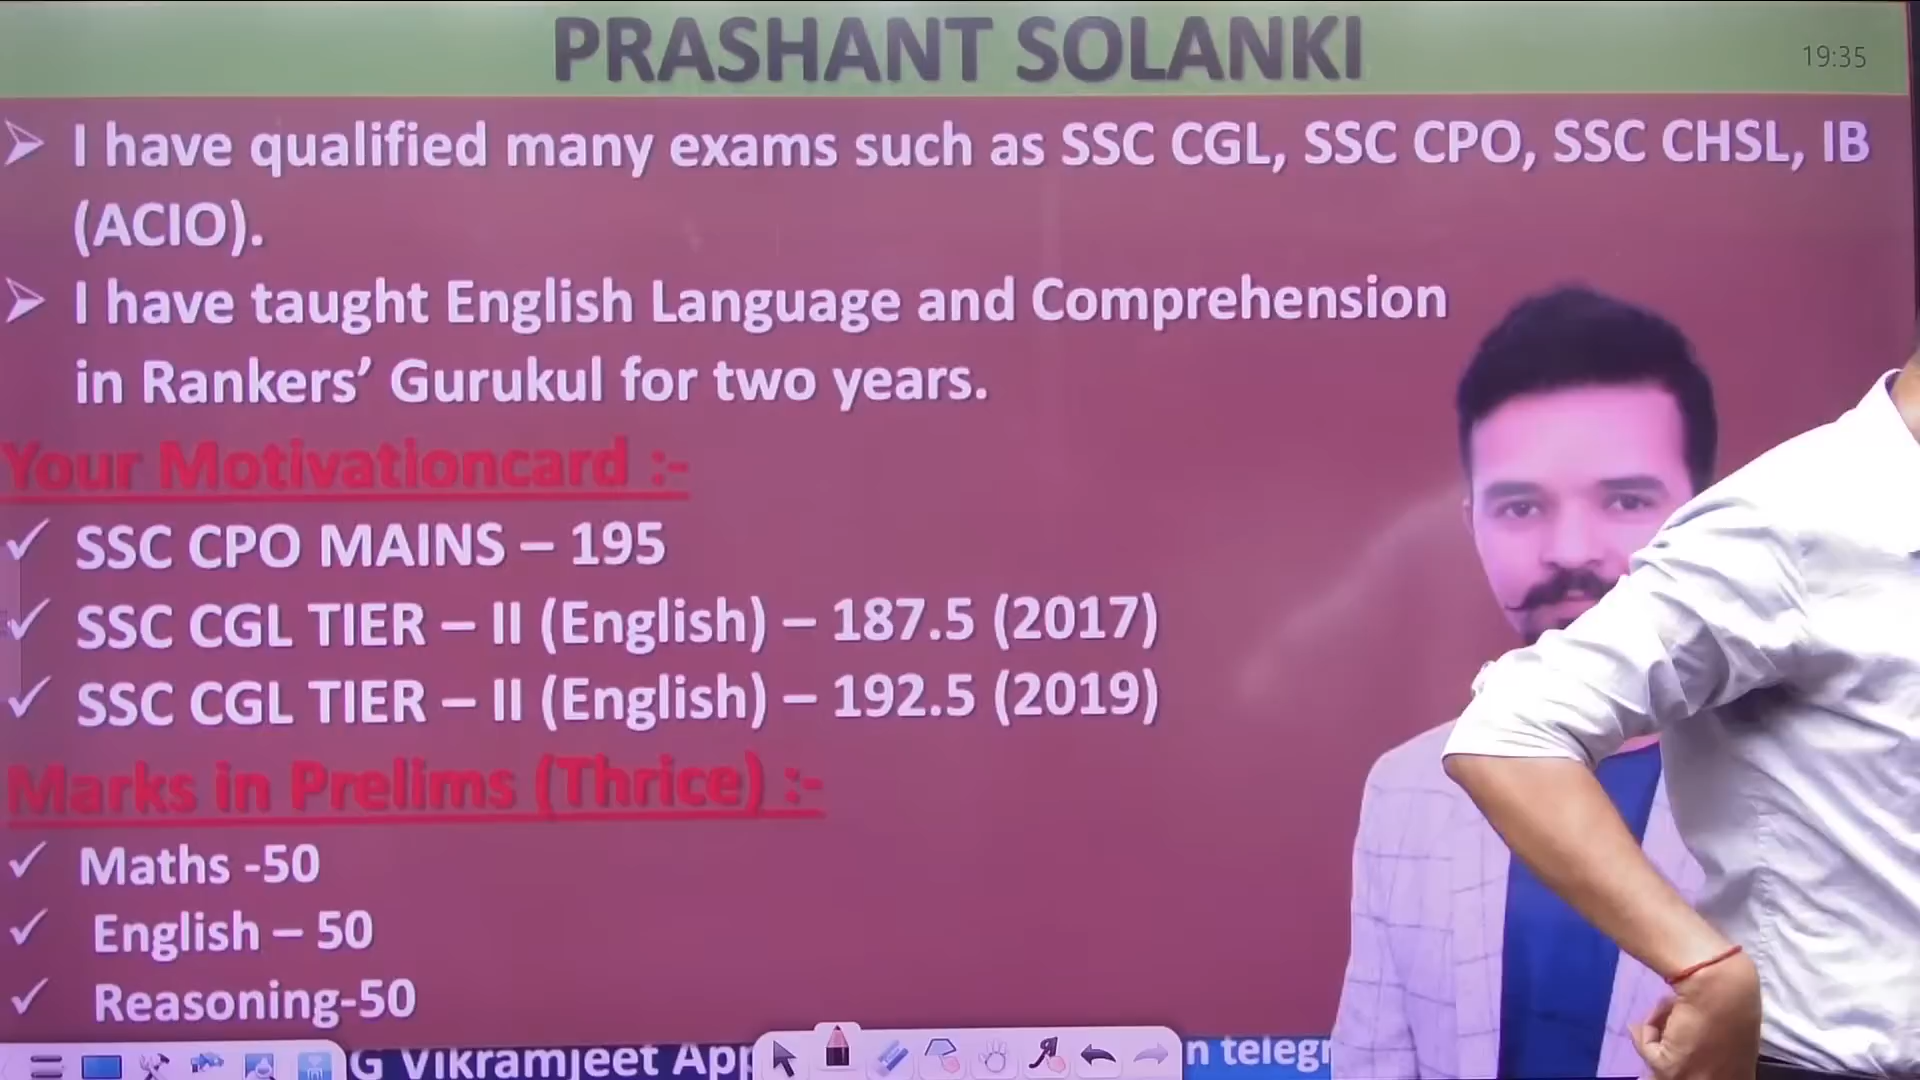 PRASHANT SOLANKI
19:35
I have qualified many exams such as SSC CGL, SSC CPO, SSC CHSL, IB
(ACIO).
I have taught English Language and Comprehension
in Rankers’ Gurukul for two years.
Your Motivationcard :-
SSC CPO MAINS – 195
SSC CGL TIER – II (English) – 187.5 (2017)
SSC CGL TIER – II (English) – 192.5 (2019)
Marks in Prelims (Thrice) :-
Maths -50
English – 50
Reasoning-50
G Vikramjeet App